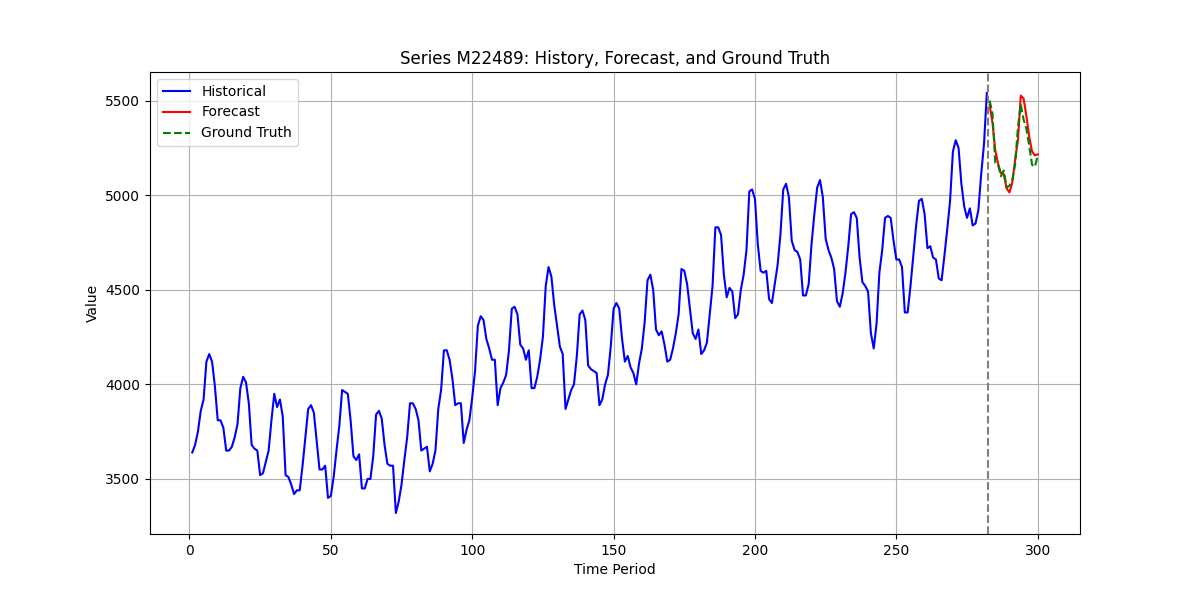 Series M22489: History, Forecast, and Ground Truth
Historical
Forecast
Ground Truth
5500
5000
4500
4000
3500
Value
0 50 100 150 200 250 300
Time Period